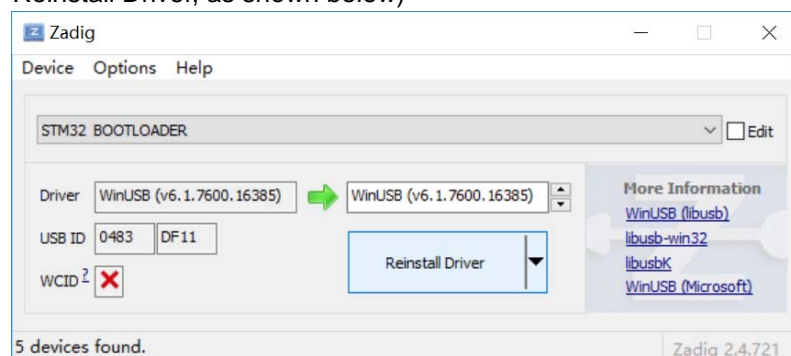 Reinstall Driver, as shown below)
Zadig
Device Options Help
STM32 BOOTLOADER
Edit
Driver WinUSB (v6.1.7600.16385) WinUSB (v6.1.7600.16385)
More Information
WinUSB (libusb)
USB ID 0483 DF11
libusb-win32
Reinstall Driver
libusbK
WCID ?
WinUSB (Microsoft)
5 devices found.
Zadig 2.4.721